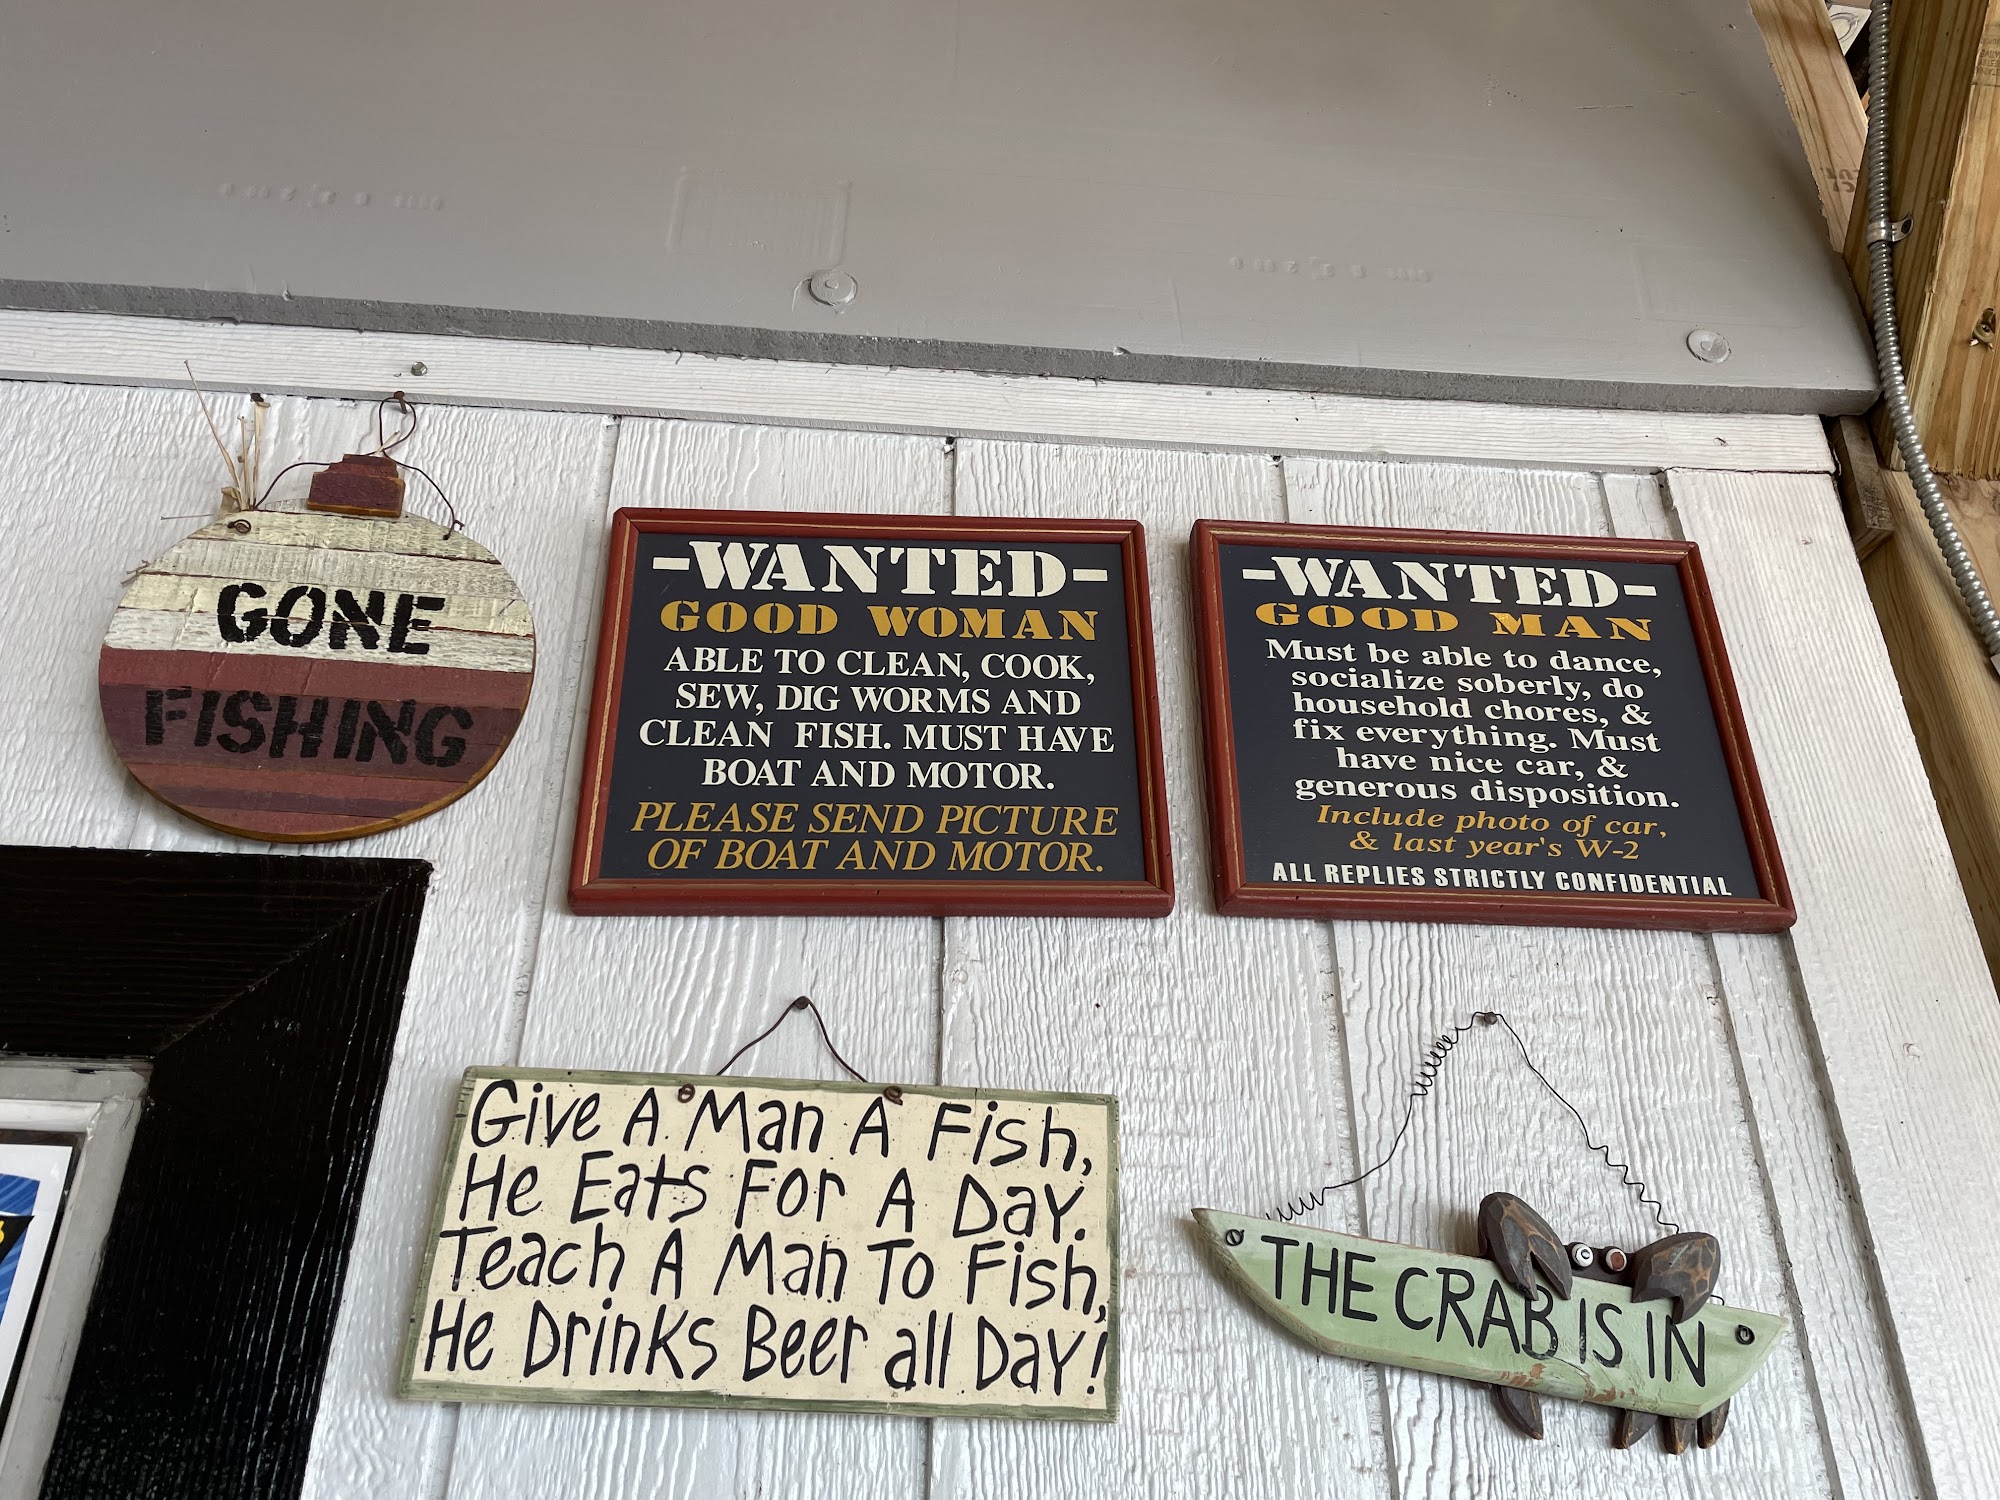 GONE
FISHING
-WANTED-
GOOD WOMAN
ABLE TO CLEAN, COOK,
SEW, DIG WORMS AND
CLEAN FISH. MUST HAVE
BOAT AND MOTOR.
PLEASE SEND PICTURE
OF BOAT AND MOTOR.
-WANTED-
GOOD MAN
Must be able to dance,
socialize soberly, do
household chores, &
fix everything. Must
have nice car, &
generous disposition.
Include photo of car,
& last year's W-2
ALL REPLIES STRICTLY CONFIDENTIAL
Give A Man A Fish,
He Eats For A Day.
Teach A Man To Fish,
He Drinks Beer all Day!
THE CRAB IS IN